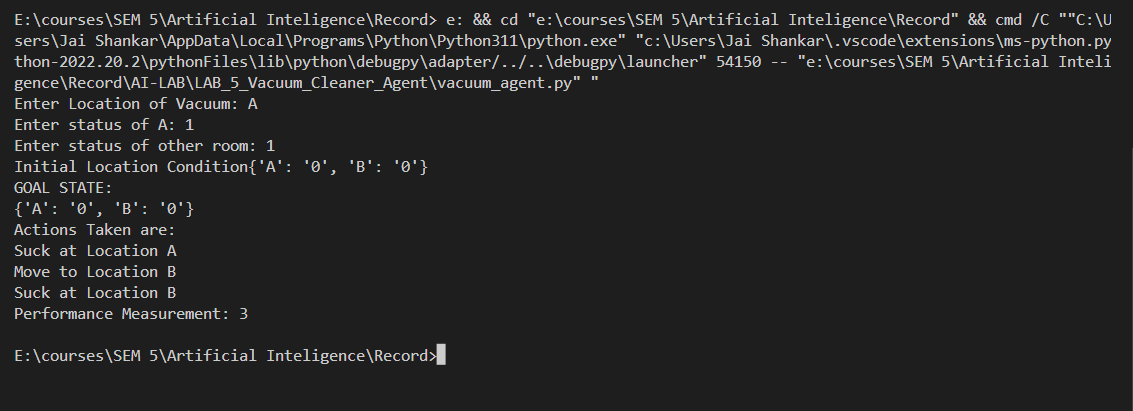 E:\courses\SEM 5\Artificial Inteligence\Record> e: && cd "e:\courses\SEM 5\Artificial Inteligence\Record" && cmd /C ""C:\U
sers\Jai Shankar\AppData\Local\Programs\Python\Python311\python.exe" "c:\Users\Jai Shankar\.vscode\extensions\ms-python.py
thon-2022.20.2\pythonFiles\lib\python\debugpy\adapter/../..\debugpy\launcher" 54150 -- "e:\courses\SEM 5\Artificial Inteli
gence\Record\AI-LAB\LAB_5_Vacuum_Cleaner_Agent\vacuum_agent.py" "
Enter Location of Vacuum: A
Enter status of A: 1
Enter status of other room: 1
Initial Location Condition{'A': '0', 'B': '0'}
GOAL STATE:
{'A': '0', 'B': '0'}
Actions Taken are:
Suck at Location A
Move to Location B
Suck at Location B
Performance Measurement: 3
E:\courses\SEM 5\Artificial Inteligence\Record>